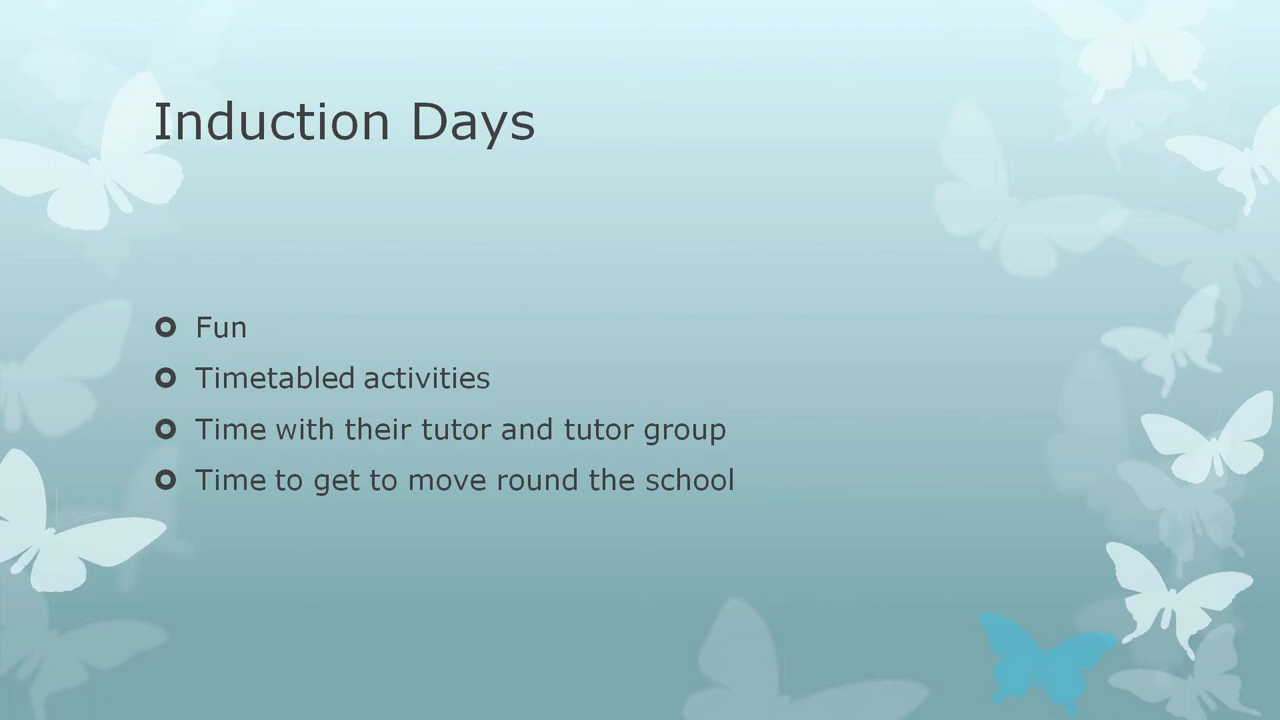 Induction Days
Fun
Timetabled activities
Time with their tutor and tutor group
Time to get to move round the school